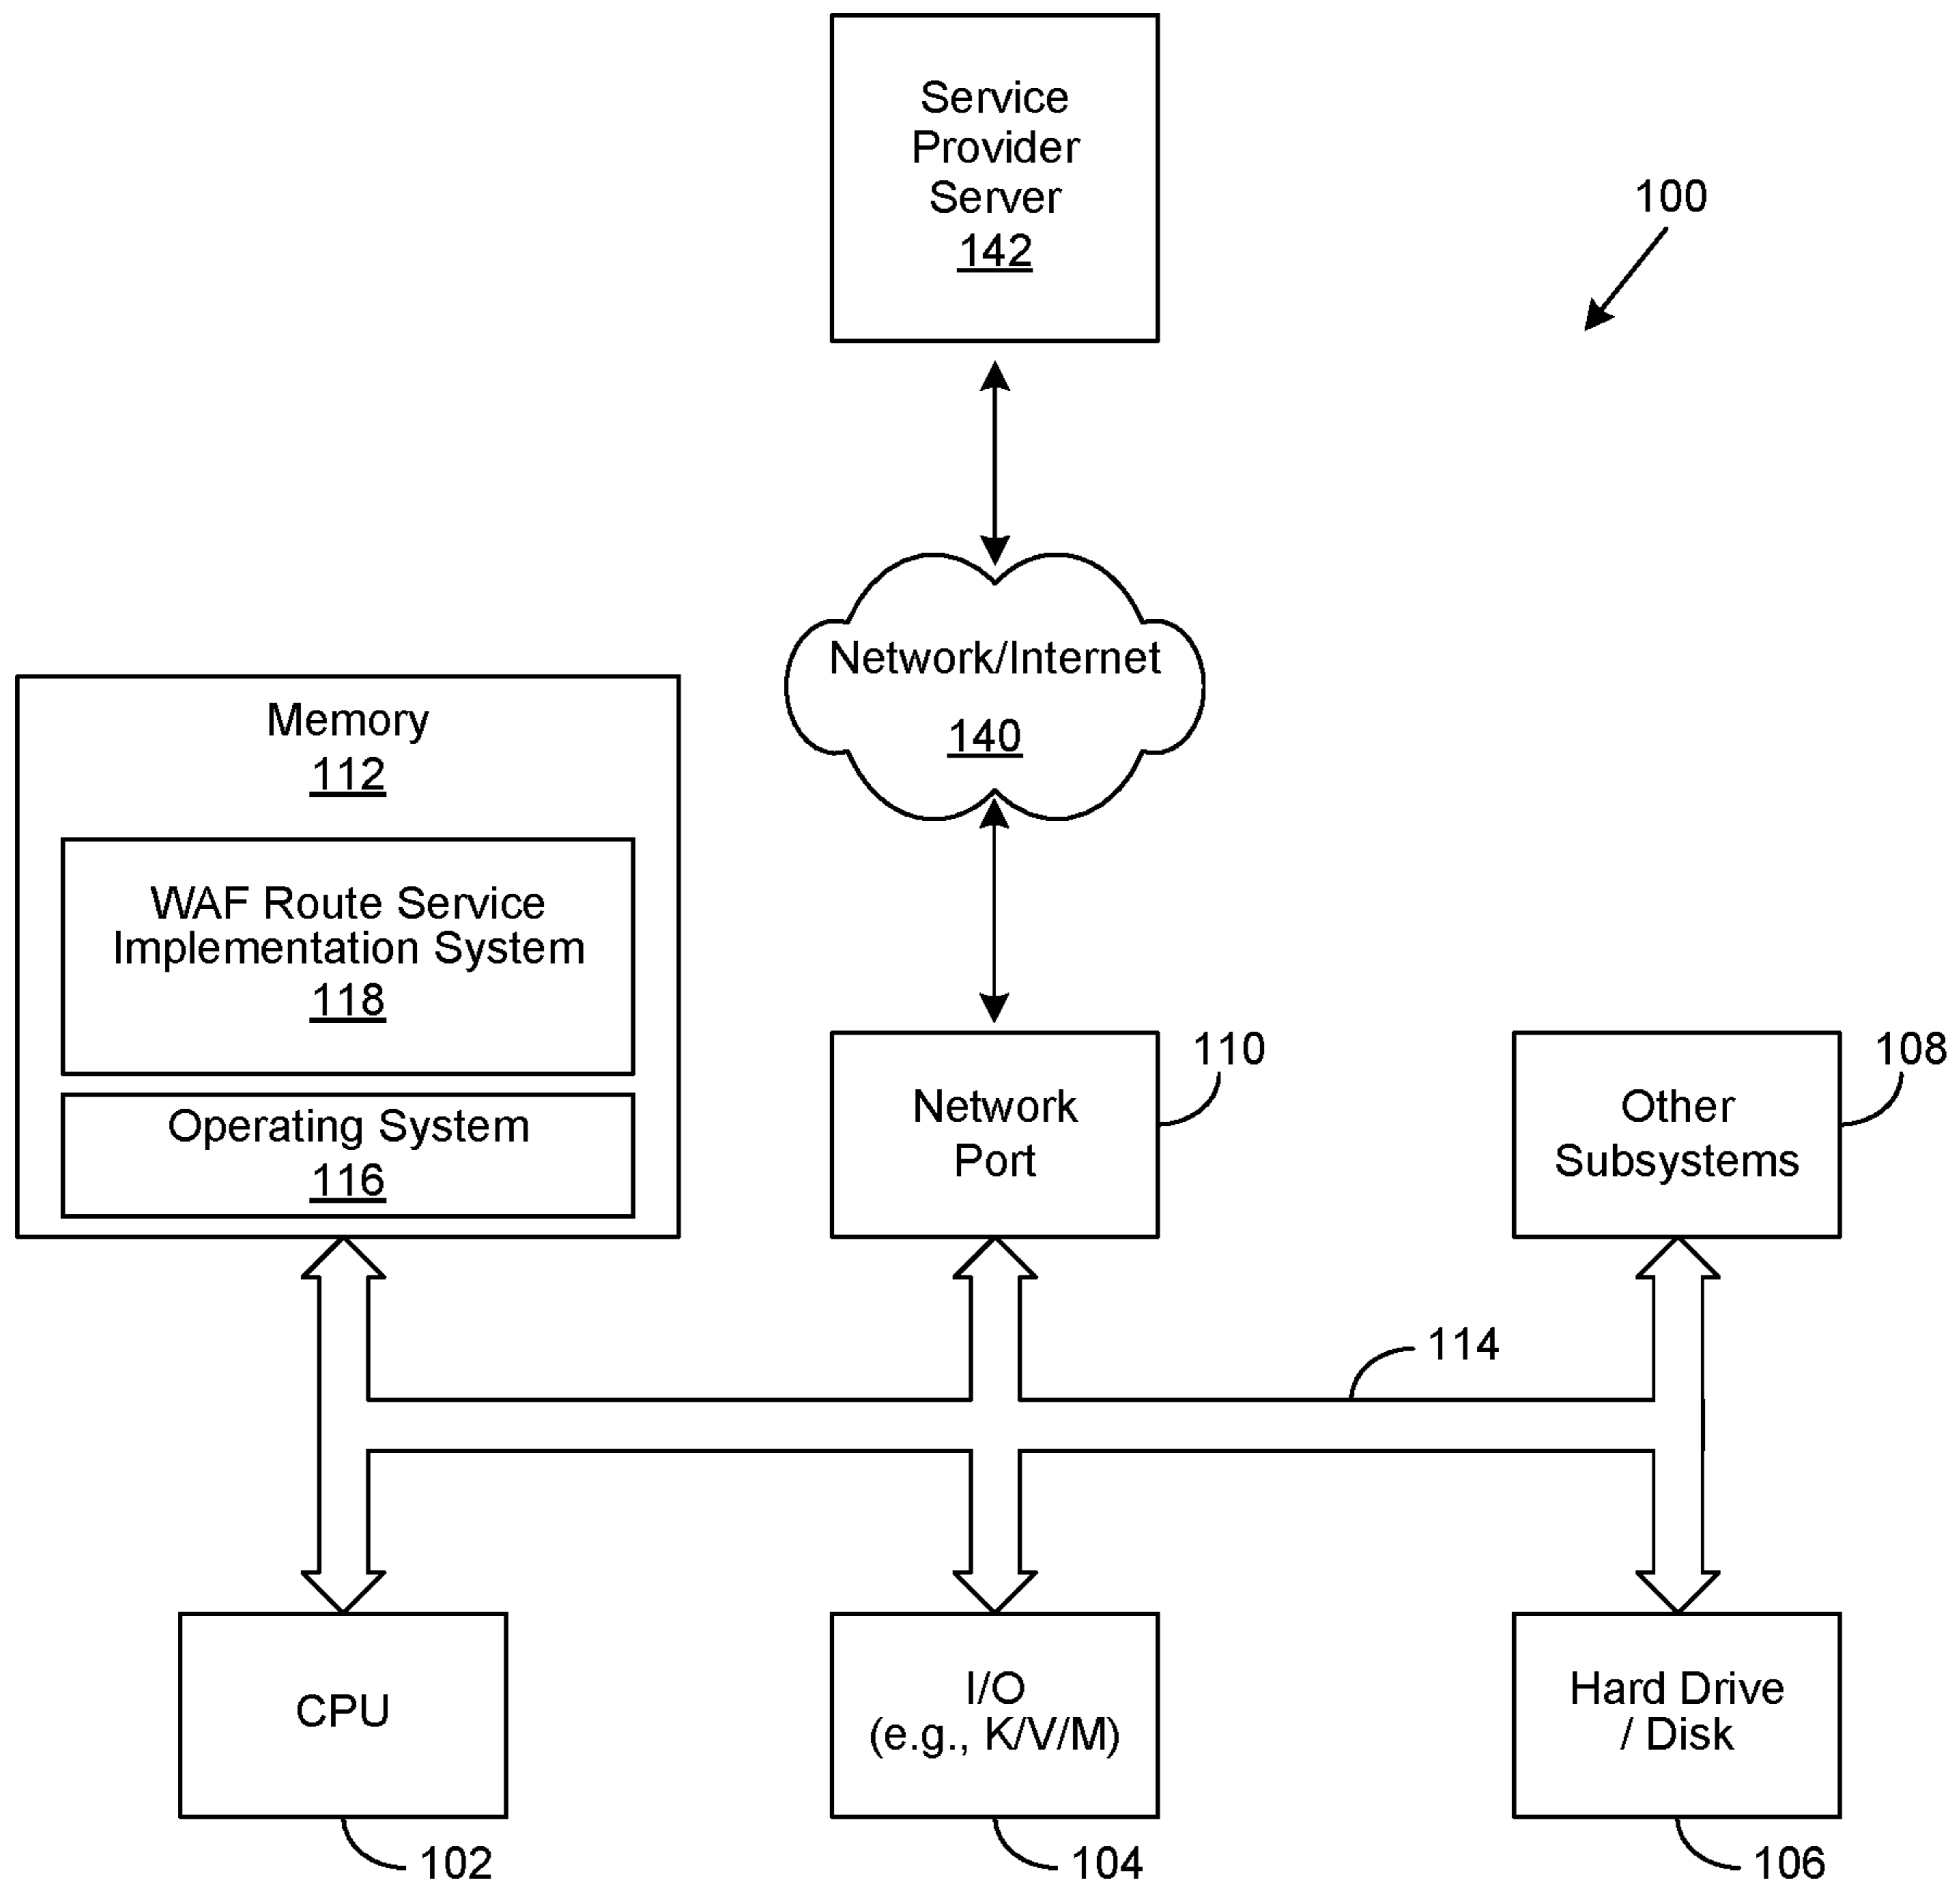 Service
Provider
Server
142
100
Network/Internet
140
Memory
112
WAF Route Service
Implementation System
118
Operating System
116
Network
Port
110
Other
Subsystems
108
114
CPU
102
I/O
(e.g., K/V/M)
104
Hard Drive
/ Disk
106